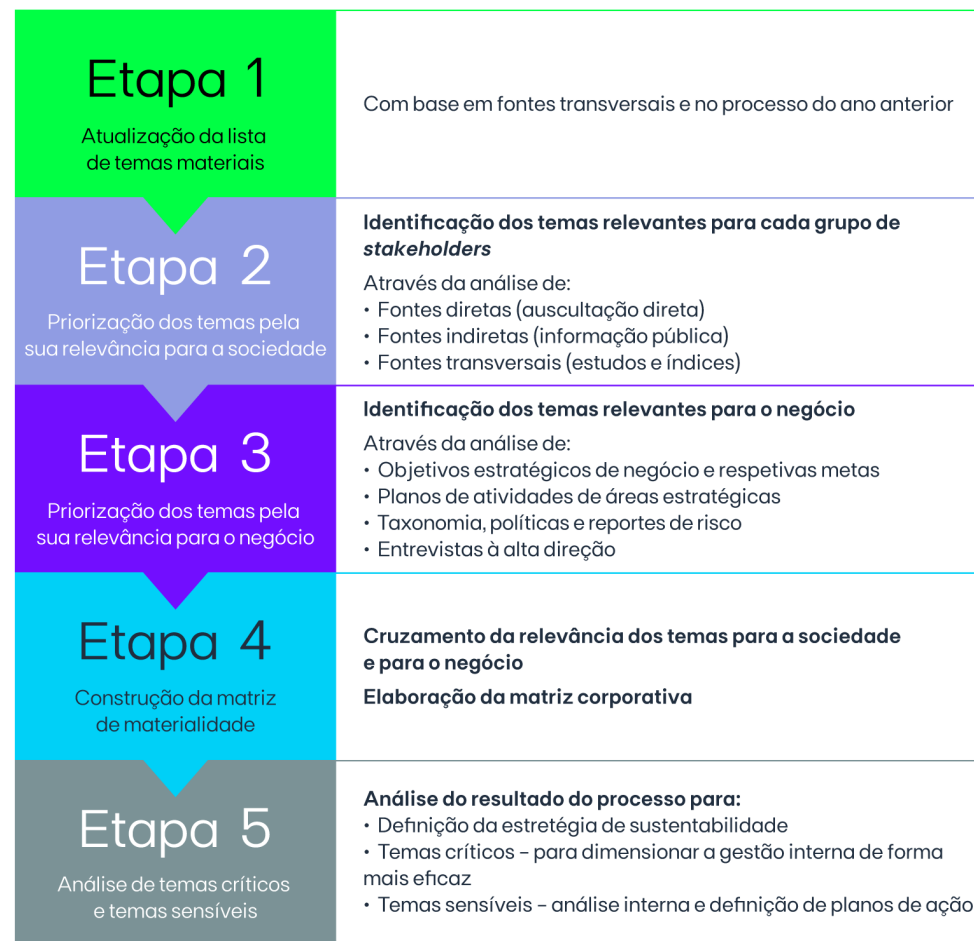 Etapa 1
Atualização da lista
de temas materiais
Com base em fontes transversais e no processo do ano anterior
Etapa 2
Priorização dos temas pela
sua relevância para a sociedade
Identificação dos temas relevantes para cada grupo de
stakeholders
Através da análise de:
• Fontes diretas (auscultação direta)
• Fontes indiretas (informação pública)
• Fontes transversais (estudos e índices)
Etapa 3
Priorização dos temas pela
sua relevância para o negócio
Identificação dos temas relevantes para o negócio
Através da análise de:
• Objetivos estratégicos de negócio e respetivas metas
• Planos de atividades de áreas estratégicas
• Taxonomia, políticas e reportes de risco
• Entrevistas à alta direção
Etapa 4
Construção da matriz
de materialidade
Cruzamento da relevância dos temas para a sociedade
e para o negócio
Elaboração da matriz corporativa
Etapa 5
Análise de temas críticos
e temas sensíveis
Análise do resultado do processo para:
• Definição da estretégia de sustentabilidade
• Temas críticos – para dimensionar a gestão interna de forma
mais eficaz
• Temas sensíveis – análise interna e definição de planos de ação